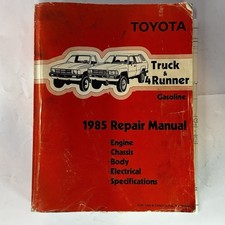 TOYOTA
Truck
&
4Runner
Gasoline
1985 Repair Manual
Engine
Chassis
Body
Electrical
Specifications